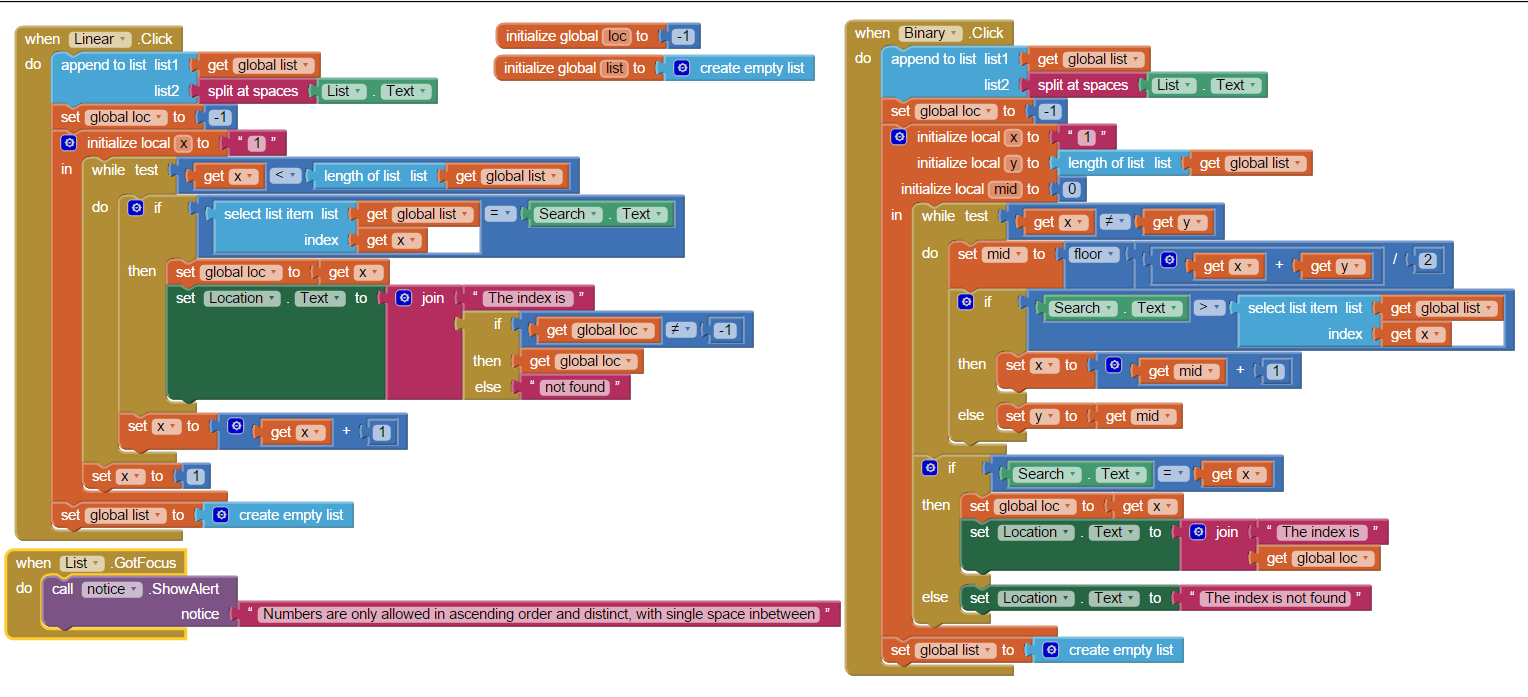 when Linear .Click
do append to list list1 get global list
list2 split at spaces List . Text
set global loc to -1
initialize local x to " 1 "
in while test get x < length of list list get global list
do if select list item list get global list = Search . Text
index get x
then set global loc to get x
set Location . Text to join " The index is "
if get global loc ≠ -1
then get global loc
else " not found "
set x to get x + 1
set x to 1
set global list to create empty list
when List .GotFocus
do call notice .ShowAlert
notice " Numbers are only allowed in ascending order and distinct, with single space inbetween "
initialize global loc to -1
initialize global list to create empty list
when Binary .Click
do append to list list1 get global list
list2 split at spaces List . Text
set global loc to -1
initialize local x to " 1 "
initialize local y to length of list list get global list
initialize local mid to 0
in while test get x ≠ get y
do set mid to floor get x + get y / 2
if Search . Text > select list item list get global list
index get x
then set x to get mid + 1
else set y to get mid
if Search . Text = get x
then set global loc to get x
set Location . Text to join " The index is "
get global loc
else set Location . Text to " The index is not found "
set global list to create empty list